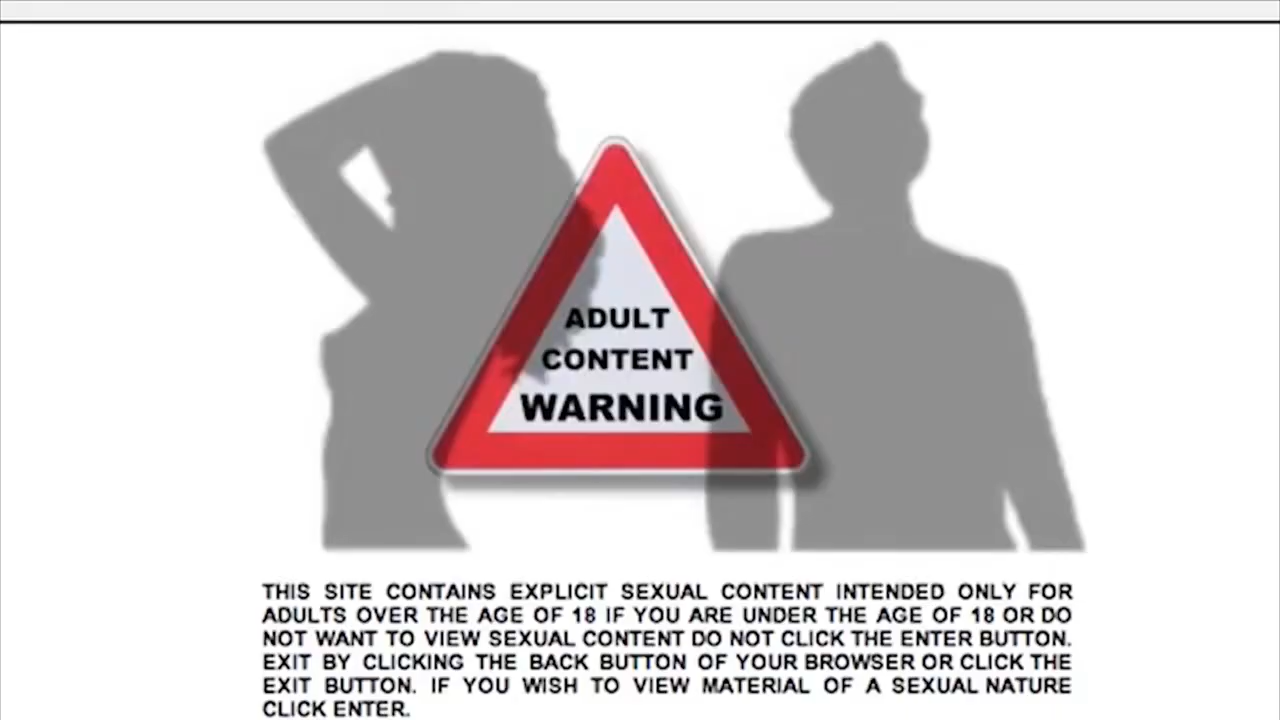 ADULT
CONTENT
WARNING
THIS SITE CONTAINS EXPLICIT SEXUAL CONTENT INTENDED ONLY FOR
ADULTS OVER THE AGE OF 18 IF YOU ARE UNDER THE AGE OF 18 OR DO
NOT WANT TO VIEW SEXUAL CONTENT DO NOT CLICK THE ENTER BUTTON.
EXIT BY CLICKING THE BACK BUTTON OF YOUR BROWSER OR CLICK THE
EXIT BUTTON. IF YOU WISH TO VIEW MATERIAL OF A SEXUAL NATURE
CLICK ENTER.